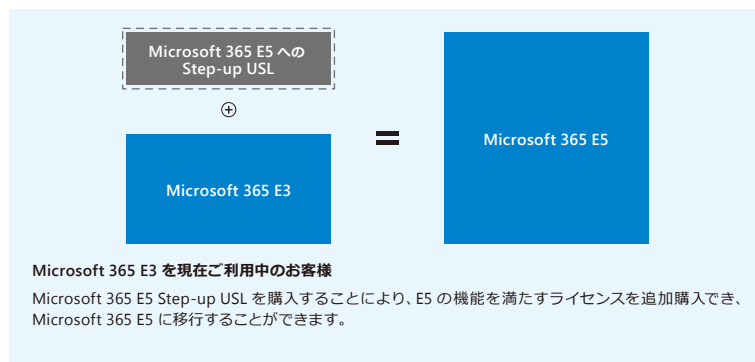 Microsoft 365 E5 への
Step-up USL
⊕
=
Microsoft 365 E3
Microsoft 365 E5
Microsoft 365 E3 を現在ご利用中のお客様
Microsoft 365 E5 Step-up USL を購入することにより、E5 の機能を満たすライセンスを追加購入でき、
Microsoft 365 E5 に移行することができます。